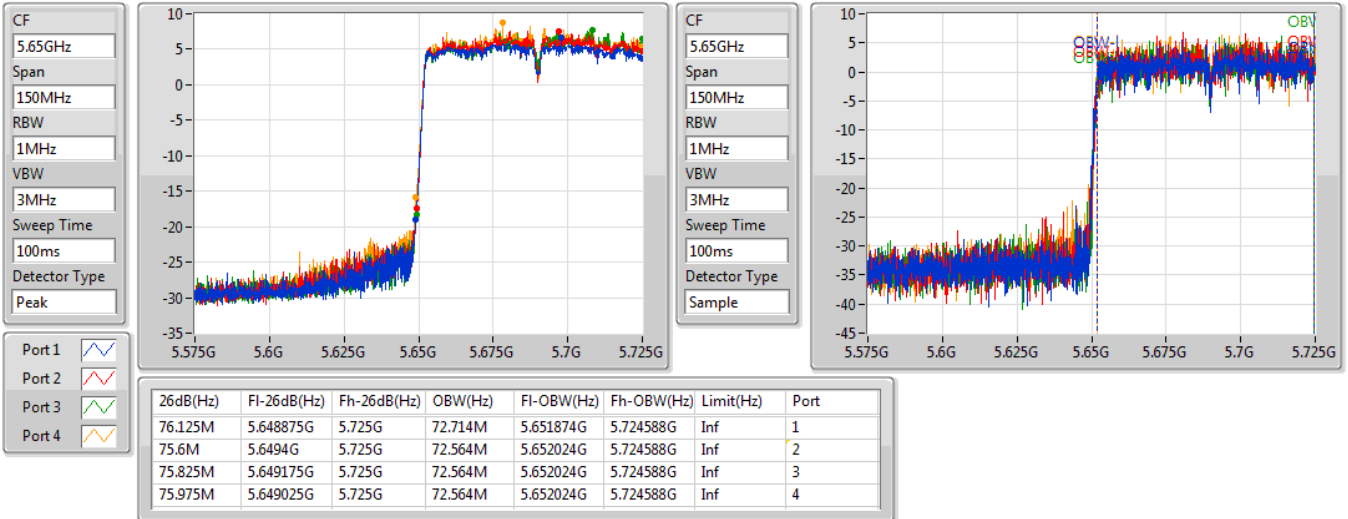 CF
5.65GHz
Span
150MHz
RBW
1MHz
VBW
3MHz
Sweep Time
100ms
Detector Type
Peak
10
5
0
-5
-10
-15
-20
-25
-30
-35
5.575G 5.6G 5.625G 5.65G 5.675G 5.7G 5.725G
CF
5.65GHz
Span
150MHz
RBW
1MHz
VBW
3MHz
Sweep Time
100ms
Detector Type
Sample
10
5
0
-5
-10
-15
-20
-25
-30
-35
-40
-45
OBW-l
OBV
OBV
5.575G 5.6G 5.625G 5.65G 5.675G 5.7G 5.725G
Port 1
Port 2
Port 3
Port 4
26dB(Hz) Fl-26dB(Hz) Fh-26dB(Hz) OBW(Hz) Fl-OBW(Hz) Fh-OBW(Hz) Limit(Hz) Port
76.125M 5.648875G 5.725G 72.714M 5.651874G 5.724588G Inf 1
75.6M 5.6494G 5.725G 72.564M 5.652024G 5.724588G Inf 2
75.825M 5.649175G 5.725G 72.564M 5.652024G 5.724588G Inf 3
75.975M 5.649025G 5.725G 72.564M 5.652024G 5.724588G Inf 4